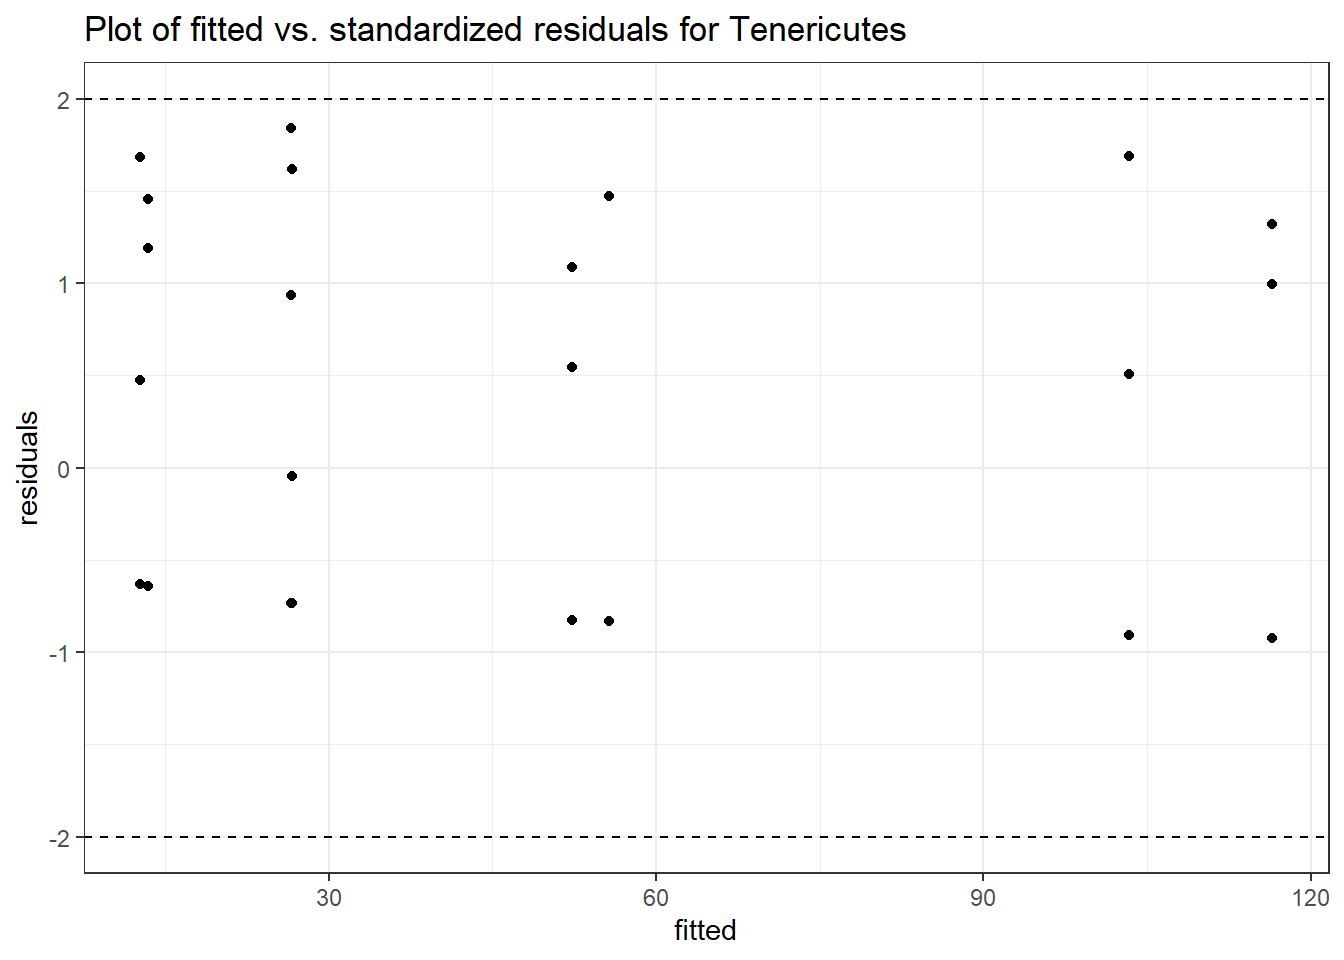 Plot of fitted vs. standardized residuals for Tenericutes
2
1
0
-1
-2
residuals
30 60 90 120
fitted